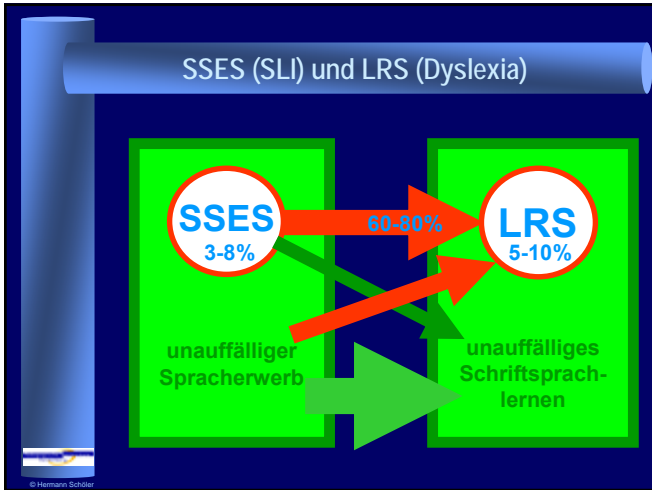 SSES (SLI) und LRS (Dyslexia)
SSES
3-8%
60-80%
LRS
5-10%
unauffälliger
Spracherwerb
unauffälliges
Schriftsprach-
lernen
© Hermann Schöler